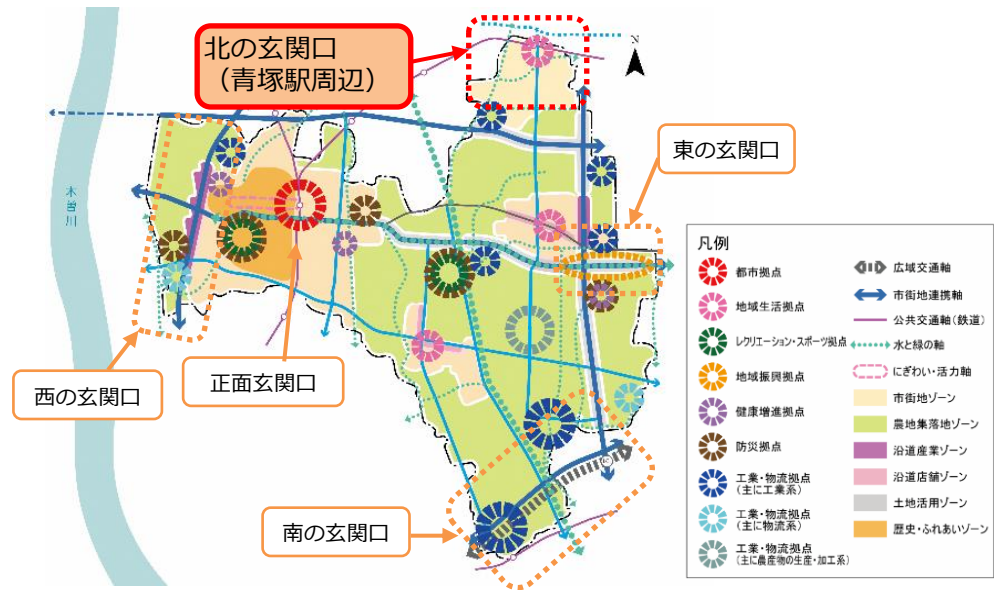 北の玄関口
（青塚駅周辺）
N
東の玄関口
木曽川
西の玄関口
正面玄関口
南の玄関口
IC
凡例
都市拠点
地域生活拠点
レクリエーション・スポーツ拠点
地域振興拠点
健康増進拠点
防災拠点
工業・物流拠点
(主に工業系)
工業・物流拠点
(主に物流系)
工業・物流拠点
(主に農産物の生産・加工系)
広域交通軸
市街地連携軸
公共交通軸(鉄道)
水と緑の軸
にぎわい・活力軸
市街地ゾーン
農地集落地ゾーン
沿道産業ゾーン
沿道店舗ゾーン
土地活用ゾーン
歴史・ふれあいゾーン